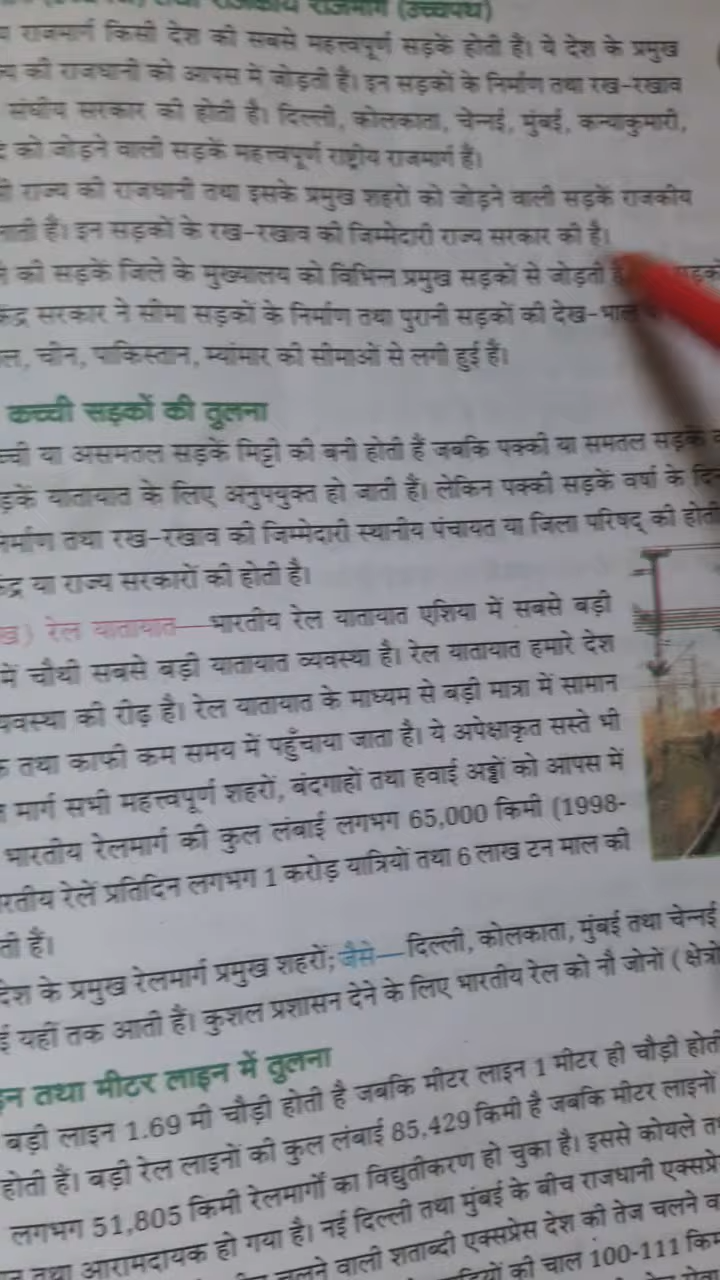 तथा राजकीय राजमार्ग (उच्चपथ)
राजमार्ग किसी देश की सबसे महत्त्वपूर्ण सड़कें होती हैं। ये देश के प्रमुख
की राजधानी को आपस में जोड़ती हैं। इन सड़कों के निर्माण तथा रख-रखाव
संघीय सरकार की होती है। दिल्ली, कोलकाता, चेन्नई, मुंबई, कन्याकुमारी,
को जोड़ने वाली सड़कें महत्त्वपूर्ण राष्ट्रीय राजमार्ग हैं।
राज्य की राजधानी तथा इसके प्रमुख शहरों को जोड़ने वाली सड़कें राजकीय
हैं। इन सड़कों के रख-रखाव की जिम्मेदारी राज्य सरकार की है।
की सड़कें जिले के मुख्यालय को विभिन्न प्रमुख सड़कों से जोड़ती
सरकार ने सीमा सड़कों के निर्माण तथा पुरानी सड़कों की देख-भाल
चीन, पाकिस्तान, म्यांमार की सीमाओं से लगी हुई हैं।
कच्ची सड़कों की तुलना
या असमतल सड़कें मिट्टी की बनी होती हैं जबकि पक्की या समतल सड़कें
यातायात के लिए अनुपयुक्त हो जाती हैं। लेकिन पक्की सड़कें वर्षा के
तथा रख-रखाव की जिम्मेदारी स्थानीय पंचायत या जिला परिषद् की होती
या राज्य सरकारों की होती है।
ख) रेल यातायात—भारतीय रेल यातायात एशिया में सबसे बड़ी
में चौथी सबसे बड़ी यातायात व्यवस्था है। रेल यातायात हमारे देश
की रीढ़ है। रेल यातायात के माध्यम से बड़ी मात्रा में सामान
तथा काफी कम समय में पहुँचाया जाता है। ये अपेक्षाकृत सस्ते भी
मार्ग सभी महत्त्वपूर्ण शहरों, बंदगाहों तथा हवाई अड्डों को आपस में
भारतीय रेलमार्ग की कुल लंबाई लगभग 65,000 किमी (1998-
रेलें प्रतिदिन लगभग 1 करोड़ यात्रियों तथा 6 लाख टन माल की
हैं।
देश के प्रमुख रेलमार्ग प्रमुख शहरों; जैसे—दिल्ली, कोलकाता, मुंबई तथा चेन्नई
यहीं तक आती हैं। कुशल प्रशासन देने के लिए भारतीय रेल को नौ जोनों
तथा मीटर लाइन में तुलना
बड़ी लाइन 1.69 मी चौड़ी होती है जबकि मीटर लाइन 1 मीटर ही चौड़ी होती
होती हैं। बड़ी रेल लाइनों की कुल लंबाई 85,429 किमी है जबकि मीटर लाइनों
लगभग 51,805 किमी रेलमार्गों का विद्युतीकरण हो चुका है। इससे कोयले
तथा आरामदायक हो गया है। नई दिल्ली तथा मुंबई के बीच राजधानी
चलने वाली शताब्दी एक्सप्रेस देश की तेज चलने
की चाल 100-111